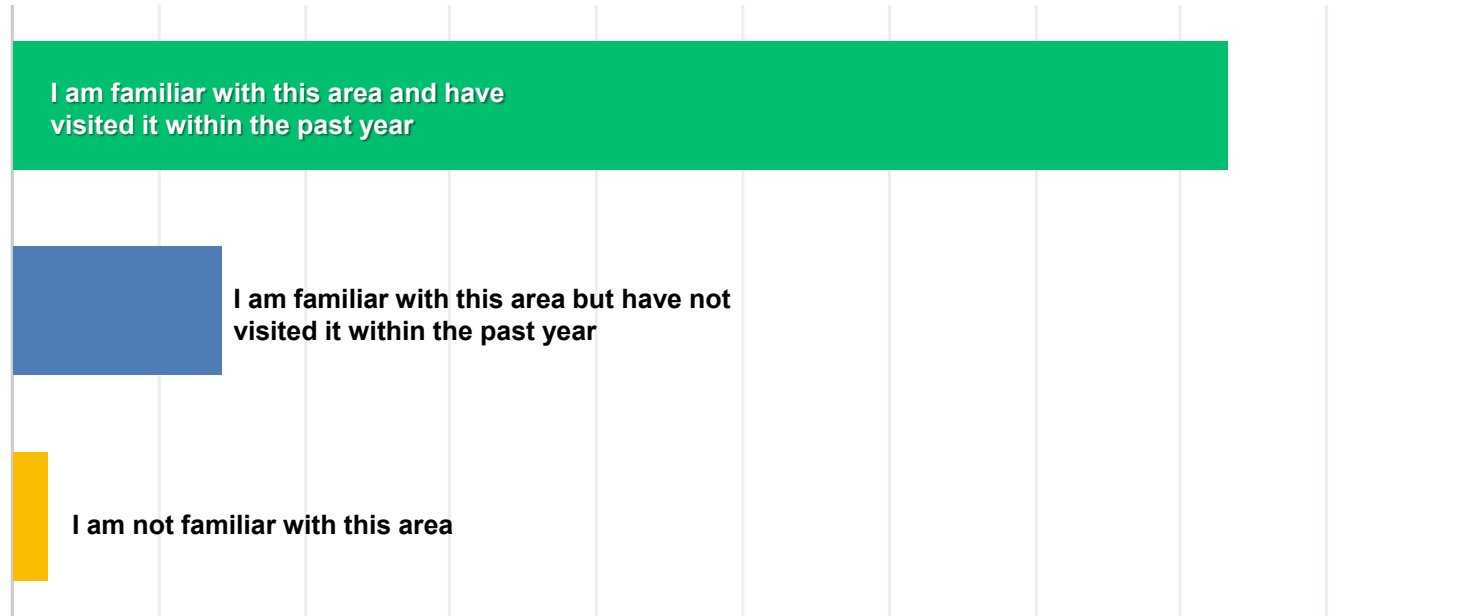 I am familiar with this area and have
visited it within the past year
I am familiar with this area but have not
visited it within the past year
I am not familiar with this area